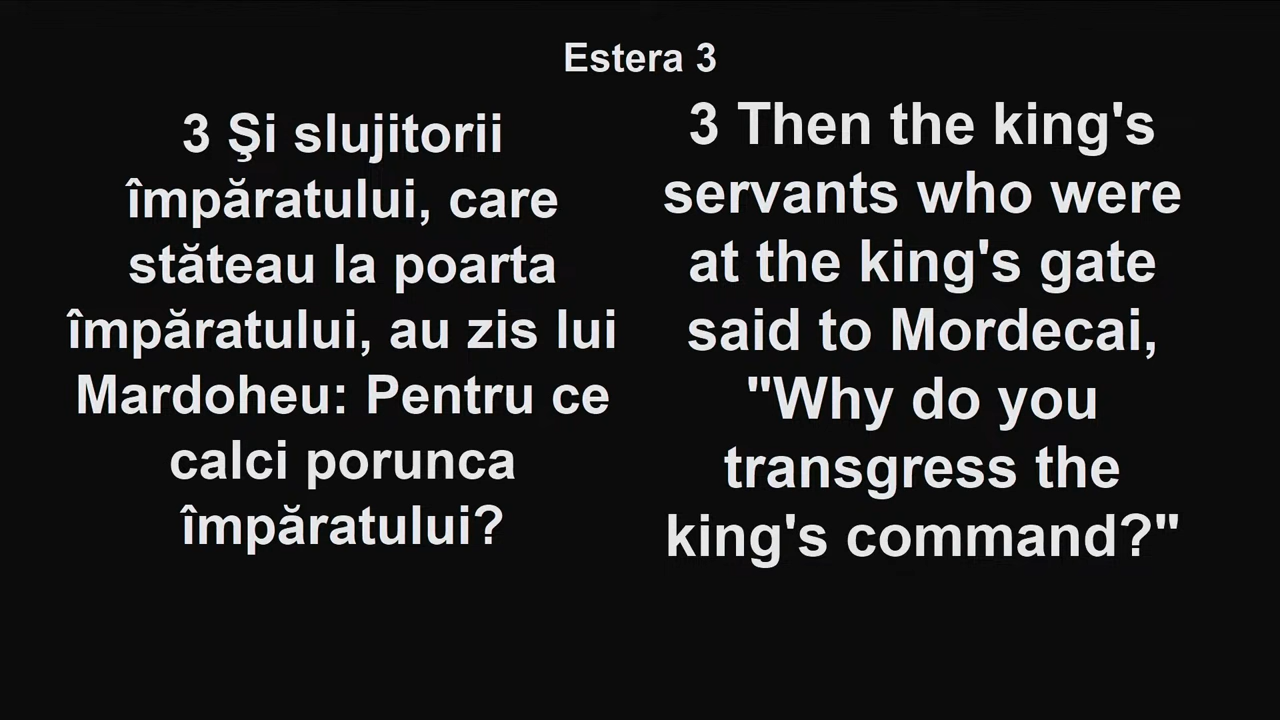 Estera 3
3 Şi slujitorii
împăratului, care
stăteau la poarta
împăratului, au zis lui
Mardoheu: Pentru ce
calci porunca
împăratului?
3 Then the king's
servants who were
at the king's gate
said to Mordecai,
"Why do you
transgress the
king's command?"